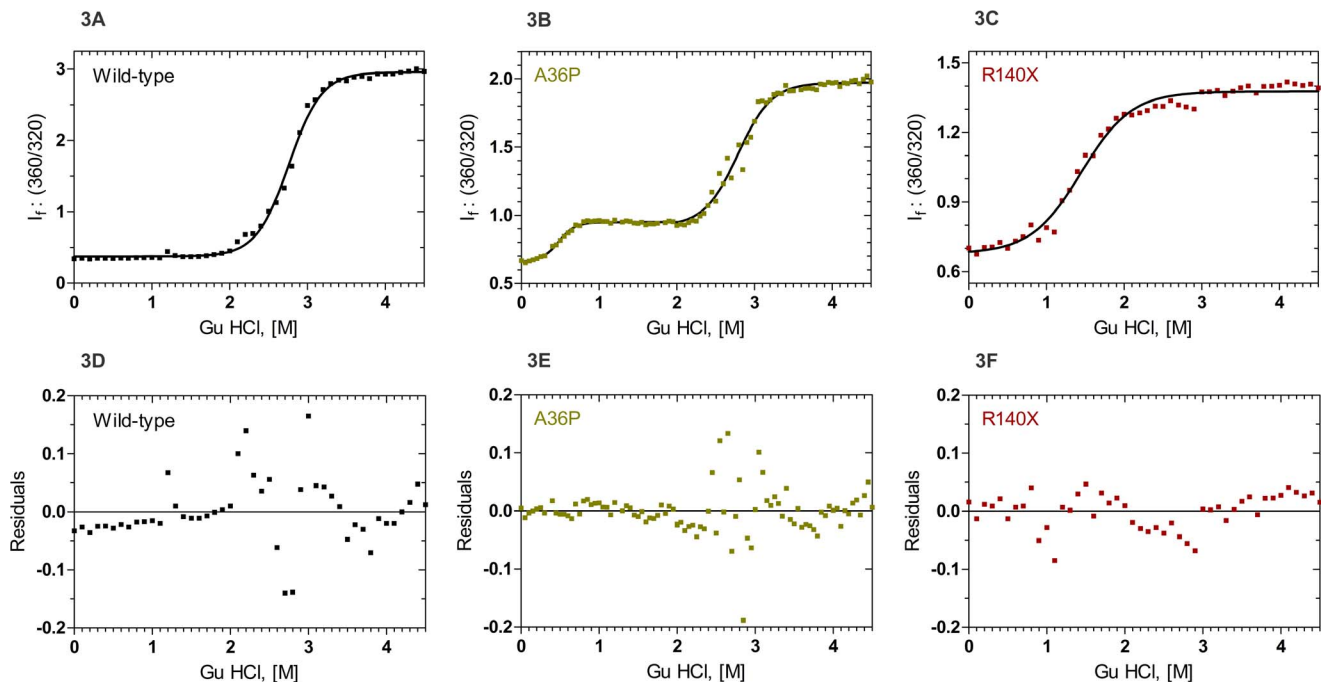 3A
3B
3C
Wild-type
A36P
R140X
I_f : (360/320)
3
2
1
0
I_f : (360/320)
2.0
1.5
1.0
0.5
I_f : (360/320)
1.5
1.2
0.9
0.6
0 1 2 3 4
0 1 2 3 4
0 1 2 3 4
Gu HCl, [M]
Gu HCl, [M]
Gu HCl, [M]
3D
3E
3F
Wild-type
A36P
R140X
Residuals
0.2
0.1
0.0
-0.1
-0.2
Residuals
0.2
0.1
0.0
-0.1
-0.2
Residuals
0.2
0.1
0.0
-0.1
-0.2
0 1 2 3 4
0 1 2 3 4
0 1 2 3 4
Gu HCl, [M]
Gu HCl, [M]
Gu HCl, [M]